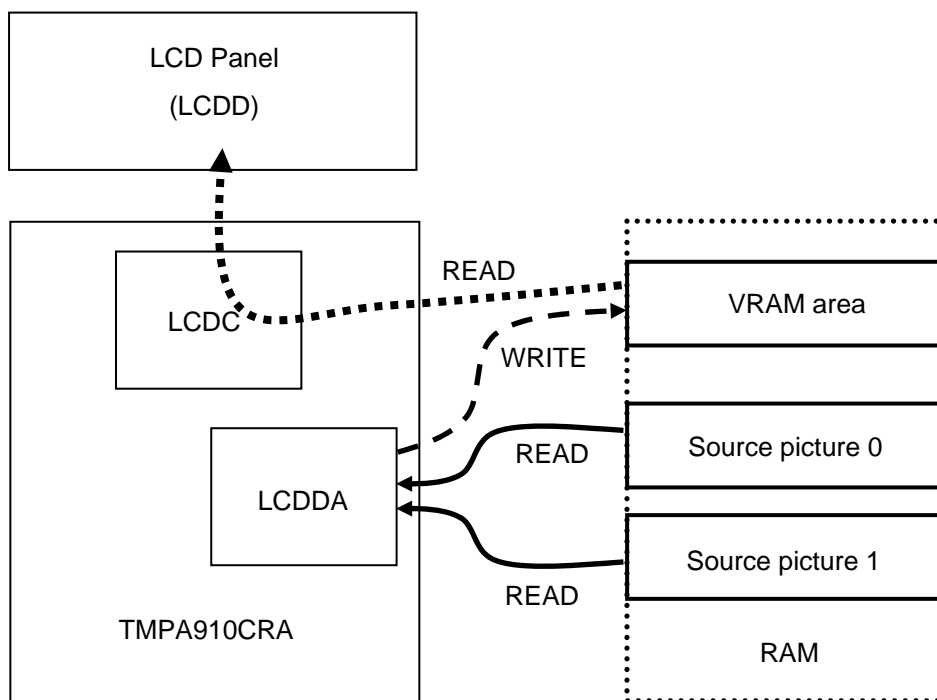 LCD Panel
(LCDD)
LCDC
READ
VRAM area
WRITE
READ
Source picture 0
LCDDA
Source picture 1
READ
TMPA910CRA
RAM